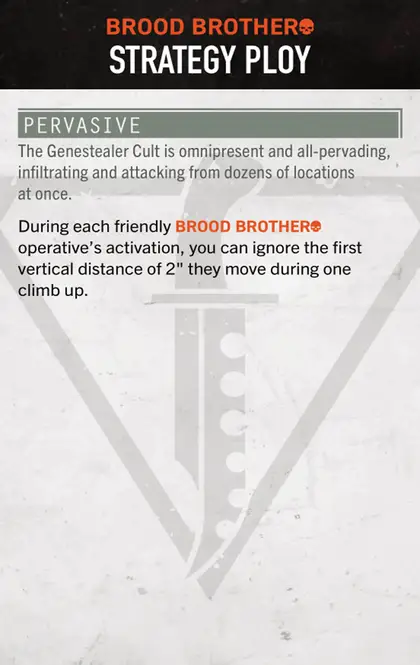 BROOD BROTHER
STRATEGY PLOY
PERVASIVE
The Genestealer Cult is omnipresent and all-pervading,
infiltrating and attacking from dozens of locations
at once.
During each friendly BROOD BROTHER
operative’s activation, you can ignore the first
vertical distance of 2" they move during one
climb up.